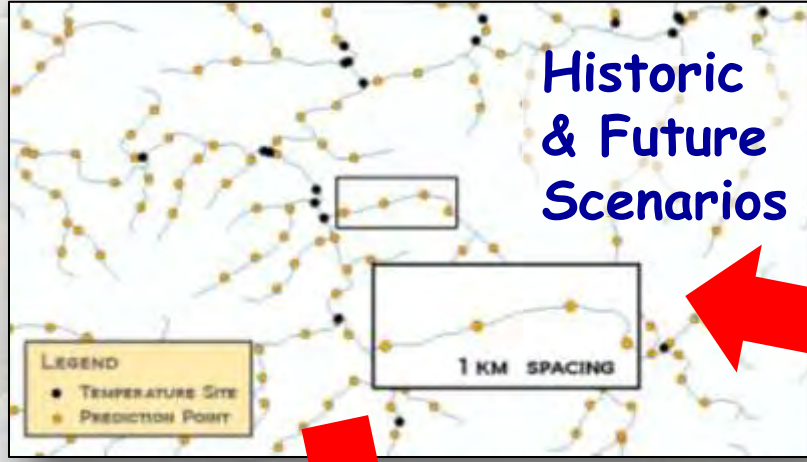 Historic
& Future
Scenarios
1 KM SPACING
LEGEND
TEMPERATURE SITE
PREDICTION POINT